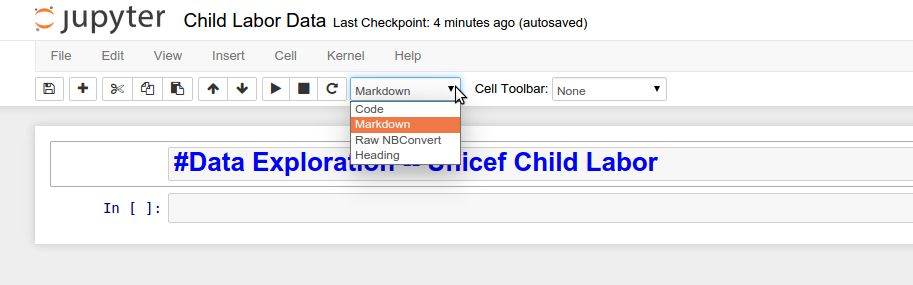 jupyter Child Labor Data Last Checkpoint: 4 minutes ago (autosaved)
File Edit View Insert Cell Kernel Help
Markdown Cell Toolbar: None
Code
Markdown
Raw NBConvert
Heading
#Data Exploration -- Unicef Child Labor
In [ ]: